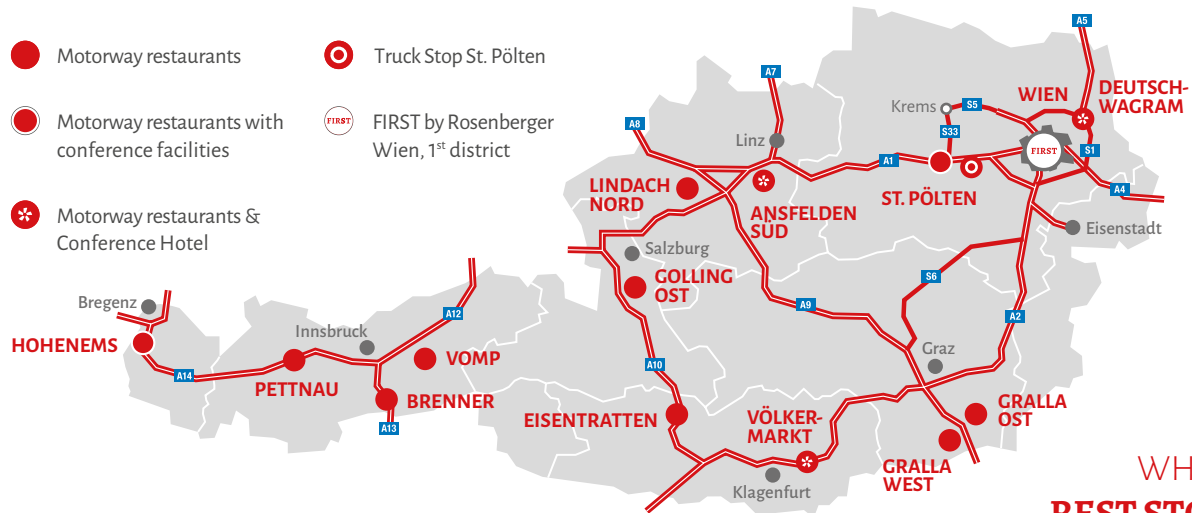 Motorway restaurants
Truck Stop St. Pölten
Motorway restaurants with
conference facilities
FIRST
FIRST by Rosenberger
Wien, 1st district
Motorway restaurants &
Conference Hotel
A5
A7
A8
Krems
S5
S33
WIEN
DEUTSCH-
WAGRAM
Linz
FIRST
S1
A1
A4
LINDACH
NORD
ANSFELDEN
SÜD
ST. PÖLTEN
Eisenstadt
Salzburg
GOLLING
OST
S6
A9
A2
Bregenz
HOHENEMS
A14
Innsbruck
A12
PETTNAU
VOMP
BRENNER
A13
A10
Graz
EISENTRATTEN
VÖLKER-
MARKT
GRALLA
OST
GRALLA
WEST
Klagenfurt
WH
REST STO